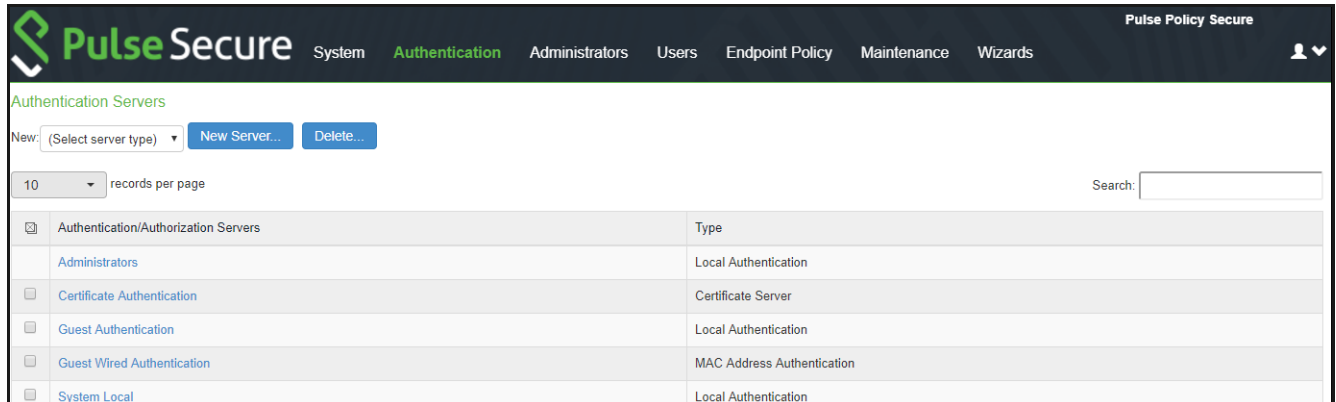 Pulse Policy Secure
Pulse Secure System Authentication Administrators Users Endpoint Policy Maintenance Wizards
Authentication Servers
New: (Select server type) New Server... Delete...
10 records per page Search:
Authentication/Authorization Servers Type
Administrators Local Authentication
Certificate Authentication Certificate Server
Guest Authentication Local Authentication
Guest Wired Authentication MAC Address Authentication
System Local Local Authentication